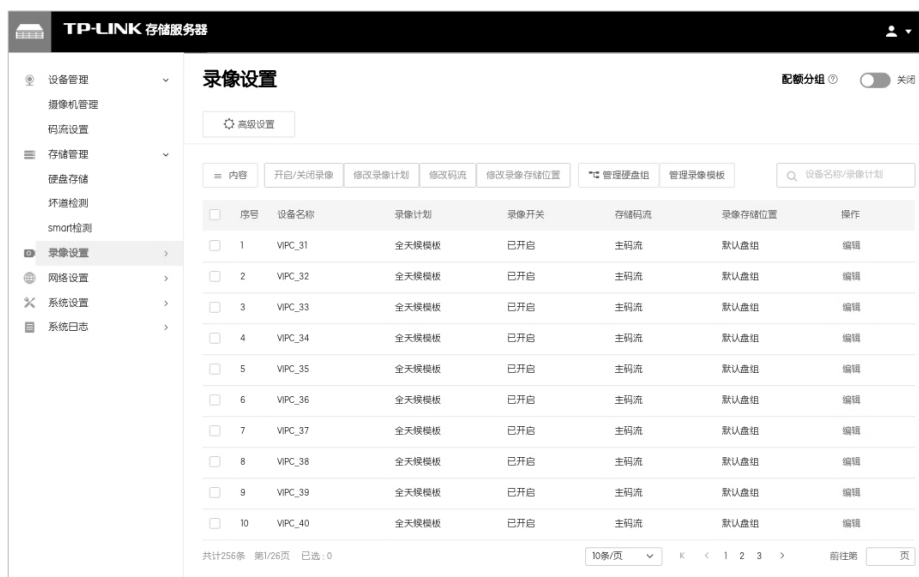 TP-LINK 存储服务器
设备管理
摄像机管理
码流设置
存储管理
硬盘存储
坏道检测
smart检测
录像设置
网络设置
系统设置
系统日志
录像设置
配额分组 ? 关闭
高级设置
内容 开启/关闭录像 修改录像计划 修改码流 修改录像存储位置 管理硬盘组 管理录像模板 设备名称/录像计划
序号 设备名称 录像计划 录像开关 存储码流 录像存储位置 操作
1 VIPC_31 全天候模板 已开启 主码流 默认盘组 编辑
2 VIPC_32 全天候模板 已开启 主码流 默认盘组 编辑
3 VIPC_33 全天候模板 已开启 主码流 默认盘组 编辑
4 VIPC_34 全天候模板 已开启 主码流 默认盘组 编辑
5 VIPC_35 全天候模板 已开启 主码流 默认盘组 编辑
6 VIPC_36 全天候模板 已开启 主码流 默认盘组 编辑
7 VIPC_37 全天候模板 已开启 主码流 默认盘组 编辑
8 VIPC_38 全天候模板 已开启 主码流 默认盘组 编辑
9 VIPC_39 全天候模板 已开启 主码流 默认盘组 编辑
10 VIPC_40 全天候模板 已开启 主码流 默认盘组 编辑
共计256条 第1/26页 已选:0 10条/页 K < 1 2 3 > 前往第 页